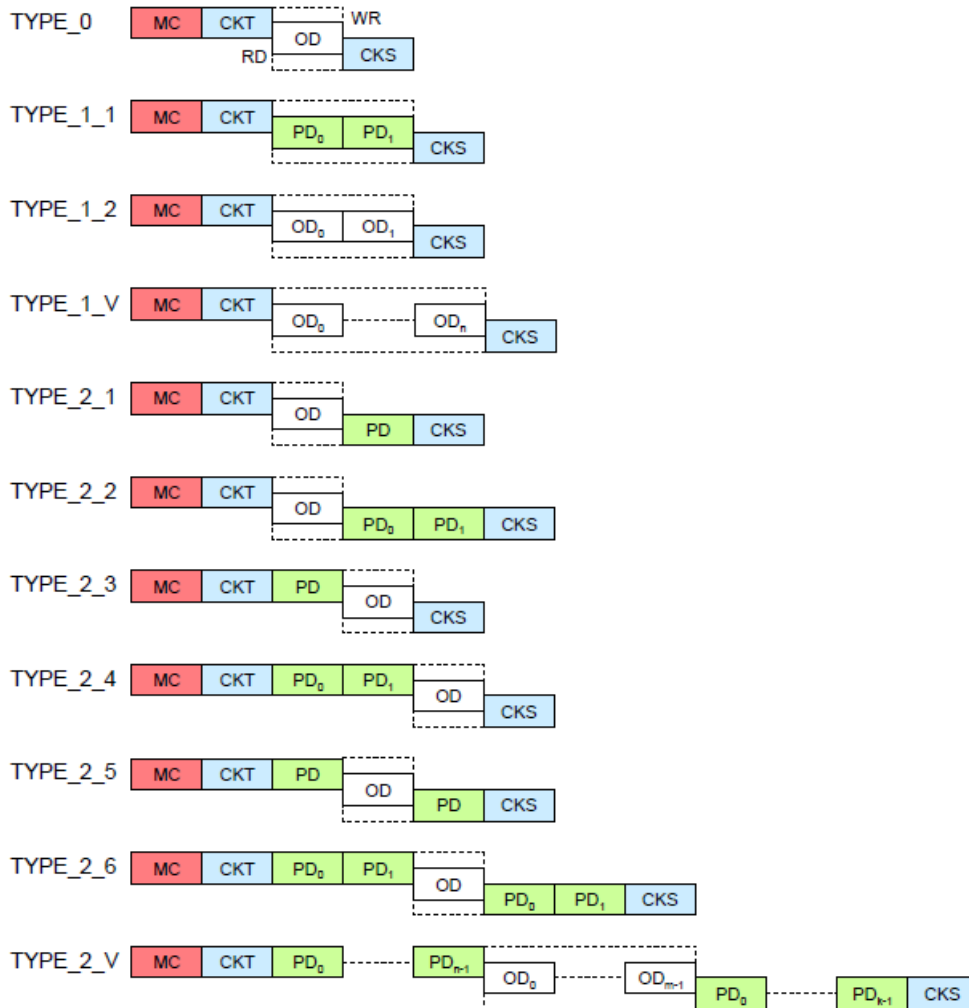 TYPE_0 MC CKT OD WR
RD CKS
TYPE_1_1 MC CKT PD₀ PD₁ CKS
TYPE_1_2 MC CKT OD₀ OD₁ CKS
TYPE_1_V MC CKT OD₀ ODₙ CKS
TYPE_2_1 MC CKT OD PD CKS
TYPE_2_2 MC CKT OD PD₀ PD₁ CKS
TYPE_2_3 MC CKT PD OD CKS
TYPE_2_4 MC CKT PD₀ PD₁ OD CKS
TYPE_2_5 MC CKT PD OD PD CKS
TYPE_2_6 MC CKT PD₀ PD₁ OD PD₀ PD₁ CKS
TYPE_2_V MC CKT PD₀ PDₙ₋₁ OD₀ ODₘ₋₁ PD₀ PDₖ₋₁ CKS